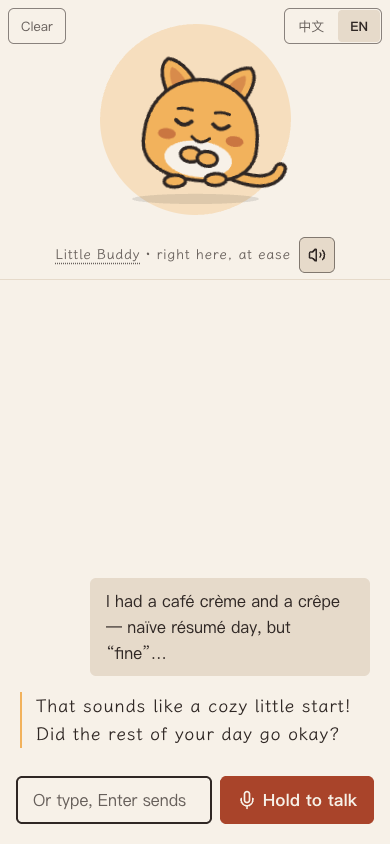 Clear
中文 EN
Little Buddy • right here, at ease
I had a café crème and a crêpe
— naïve résumé day, but
“fine”…
That sounds like a cozy little start!
Did the rest of your day go okay?
Or type, Enter sends
Hold to talk